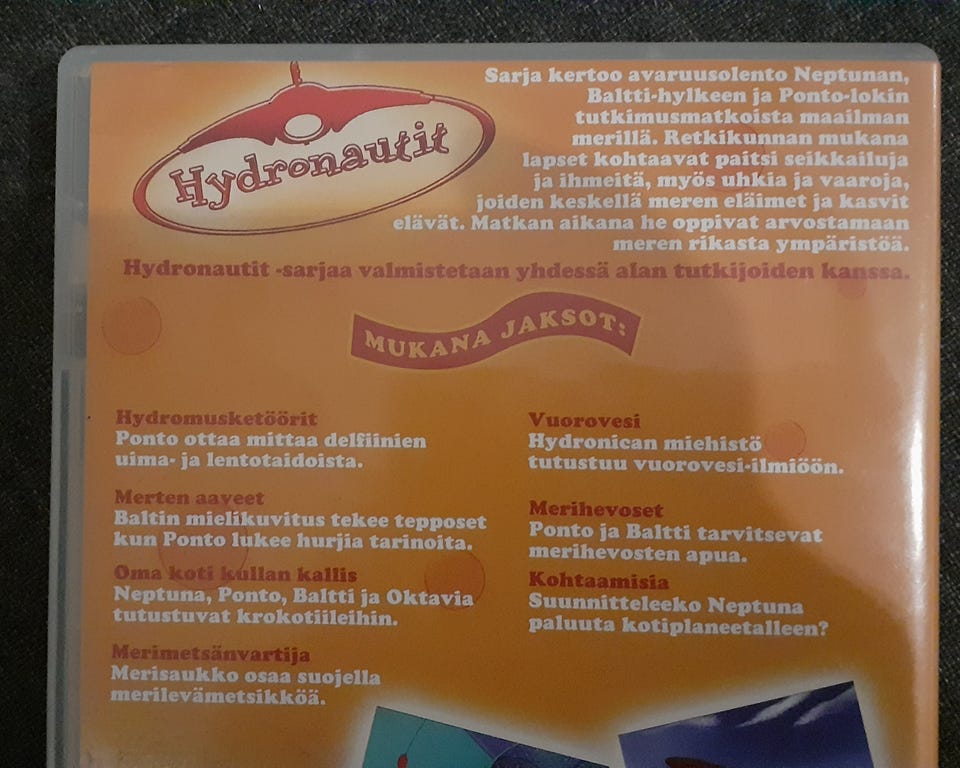 Hydronautit
Sarja kertoo avaruusolento Neptunan,
Baltti-hylkeen ja Ponto-lokin
tutkimusmatkoista maailman
merillä. Retkikunnan mukana
lapset kohtaavat paitsi seikkailuja
ja ihmeitä, myös uhkia ja vaaroja,
joiden keskellä meren eläimet ja kasvit
elävät. Matkan aikana he oppivat arvostamaan
meren rikasta ympäristöä.
Hydronautit -sarjaa valmistetaan yhdessä alan tutkijoiden kanssa.
MUKANA JAKSOT:
Hydromusketöörit
Ponto ottaa mittaa delfiinien
uima- ja lentotaidoista.
Merten aaveet
Baltin mielikuvitus tekee tepposet
kun Ponto lukee hurjia tarinoita.
Oma koti kullan kallis
Neptuna, Ponto, Baltti ja Oktavia
tutustuvat krokotiileihin.
Merimetsänvartija
Merisaukko osaa suojella
merilevämetsikköä.
Vuorovesi
Hydronican miehistö
tutustuu vuorovesi-ilmiöön.
Merihevoset
Ponto ja Baltti tarvitsevat
merihevosten apua.
Kohtaamisia
Suunnitteleeko Neptuna
paluuta kotiplaneetalleen?